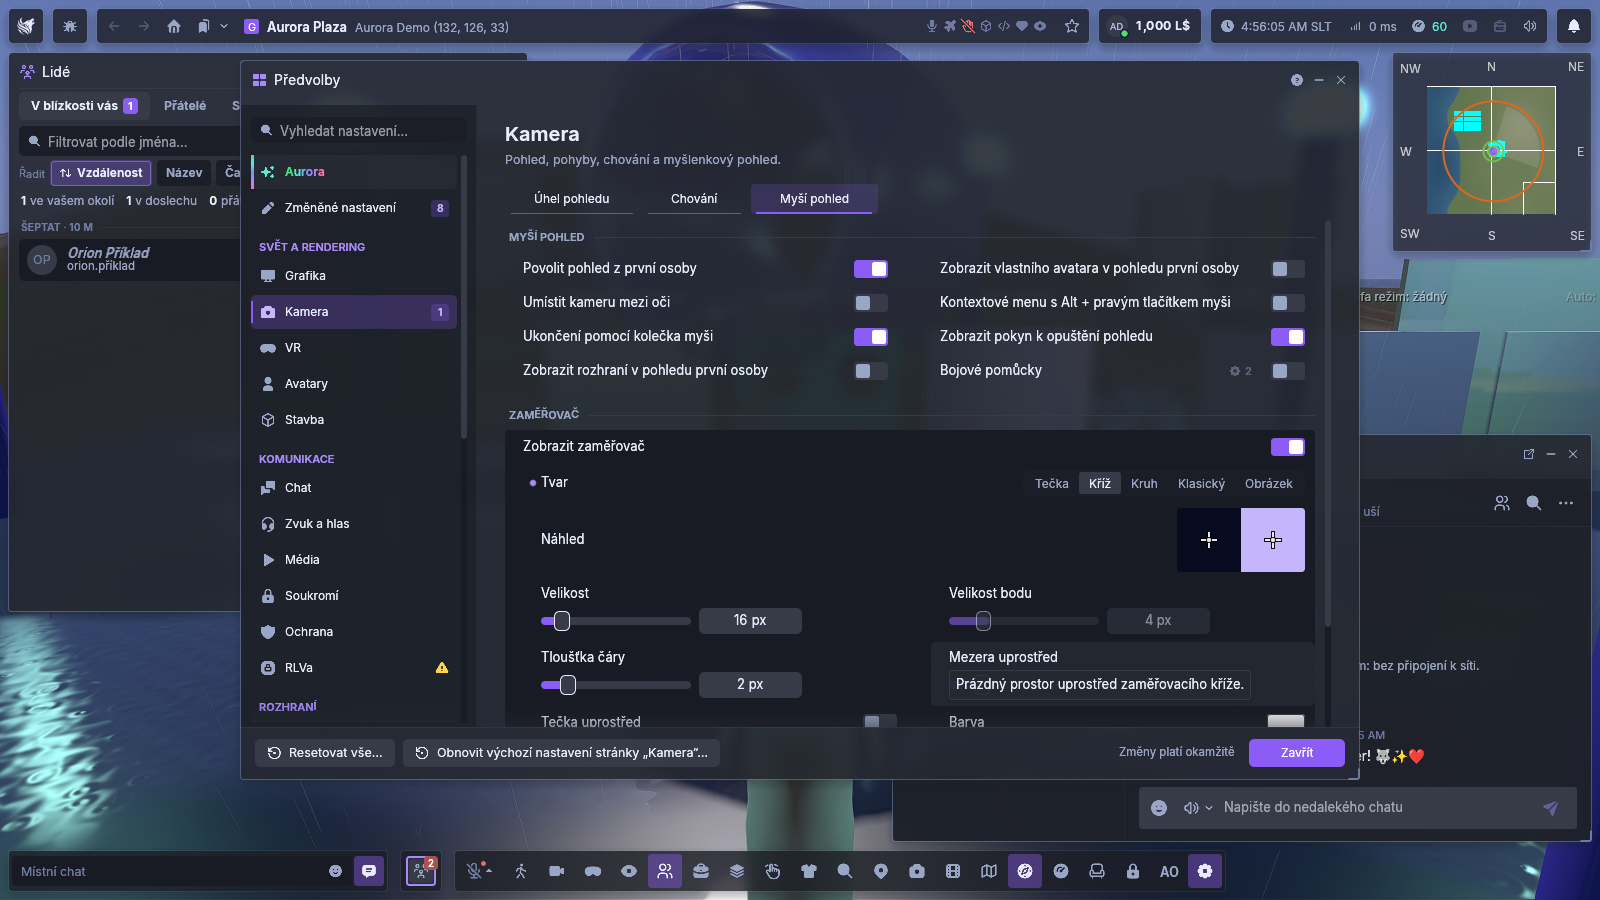 G Aurora Plaza Aurora Demo (132, 126, 33)
AD 1,000 L$
4:56:05 AM SLT 0 ms 60
Lidé
V blízkosti vás 1 Přátelé S
Filtrovat podle jména...
Řadit Vzdálenost Název Ča
1 ve vašem okolí 1 v doslechu 0 přá
ŠEPTAT · 10 M
OP Orion Příklad
orion.příklad
Předvolby
Vyhledat nastavení...
Aurora
Změněné nastavení 8
SVĚT A RENDERING
Grafika
Kamera 1
VR
Avatary
Stavba
KOMUNIKACE
Chat
Zvuk a hlas
Média
Soukromí
Ochrana
RLVa
ROZHRANÍ
Kamera
Pohled, pohyby, chování a myšlenkový pohled.
Úhel pohledu Chování Myší pohled
MYŠÍ POHLED
Povolit pohled z první osoby
Zobrazit vlastního avatara v pohledu první osoby
Umístit kameru mezi oči
Kontextové menu s Alt + pravým tlačítkem myši
Ukončení pomocí kolečka myši
Zobrazit pokyn k opuštění pohledu
Zobrazit rozhraní v pohledu první osoby
Bojové pomůcky 2
ZAMĚŘOVAČ
Zobrazit zaměřovač
Tvar Tečka Kříž Kruh Klasický Obrázek
Náhled
Velikost Velikost bodu
16 px 4 px
Tloušťka čáry Mezera uprostřed
2 px Prázdný prostor uprostřed zaměřovacího kříže.
Tečka uprostřed Barva
Resetovat vše... Obnovit výchozí nastavení stránky „Kamera“... Změny platí okamžitě Zavřít
NW N NE
W E
SW S SE
fa režim: žádný Auto:
uší
m: bez připojení k síti.
5 AM
er! 🐺✨❤️
Napište do nedalekého chatu
Místní chat
2
AO